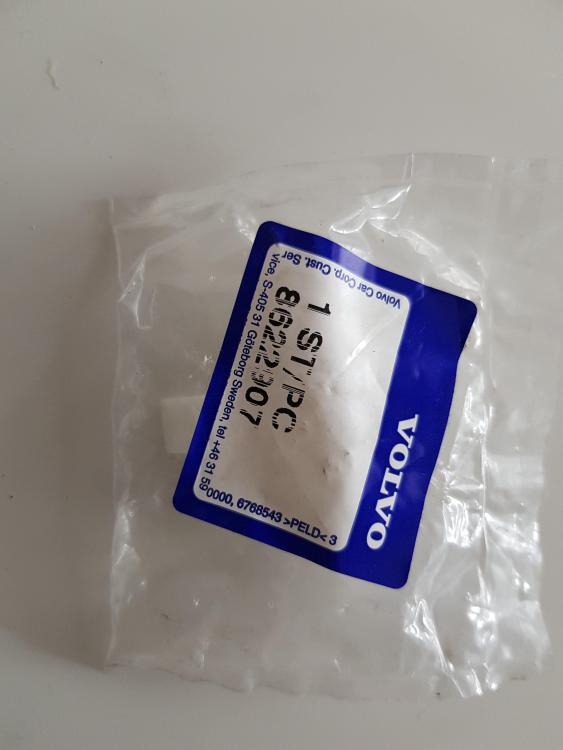 VOLVO
1 ST/PC
8622907
Volvo Car Corp. Cust. Ser
vice, S-405 31 Göteborg Sweden, tel +46 31 59
0000, 6768543 >PELD< 3